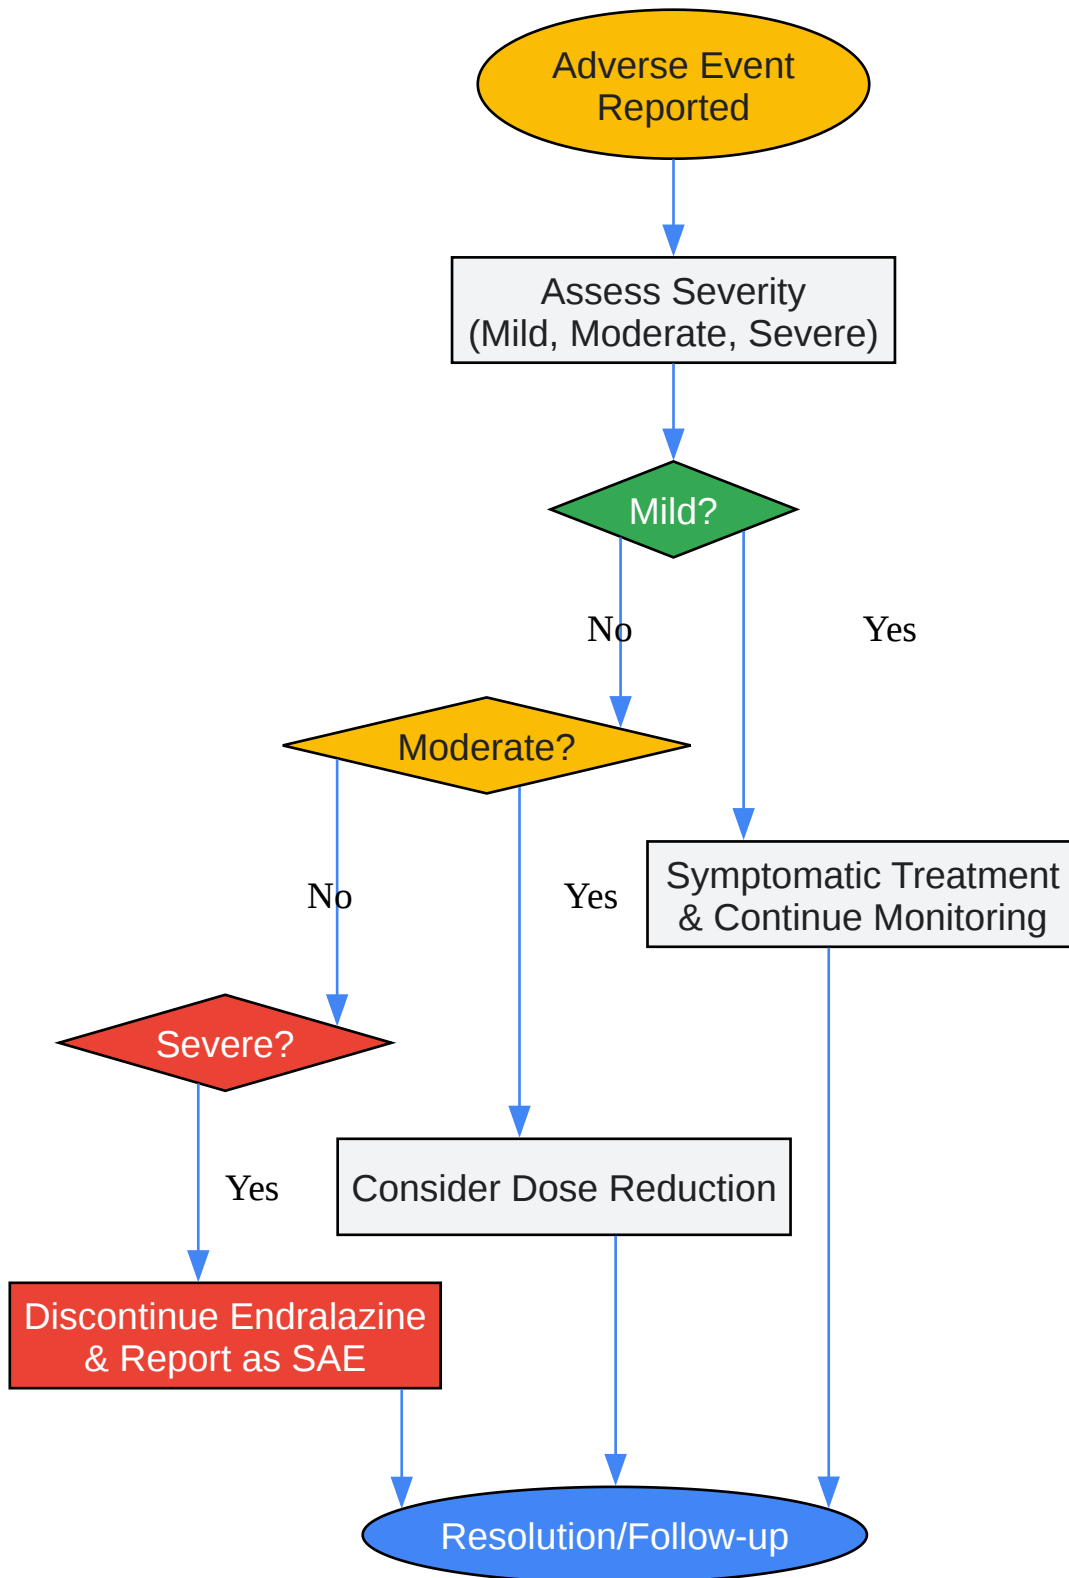 Adverse Event
Reported
Assess Severity
(Mild, Moderate, Severe)
Mild?
No
Yes
Moderate?
Symptomatic Treatment
& Continue Monitoring
No
Yes
Severe?
Consider Dose Reduction
Yes
Discontinue Endralazine
& Report as SAE
Resolution/Follow-up